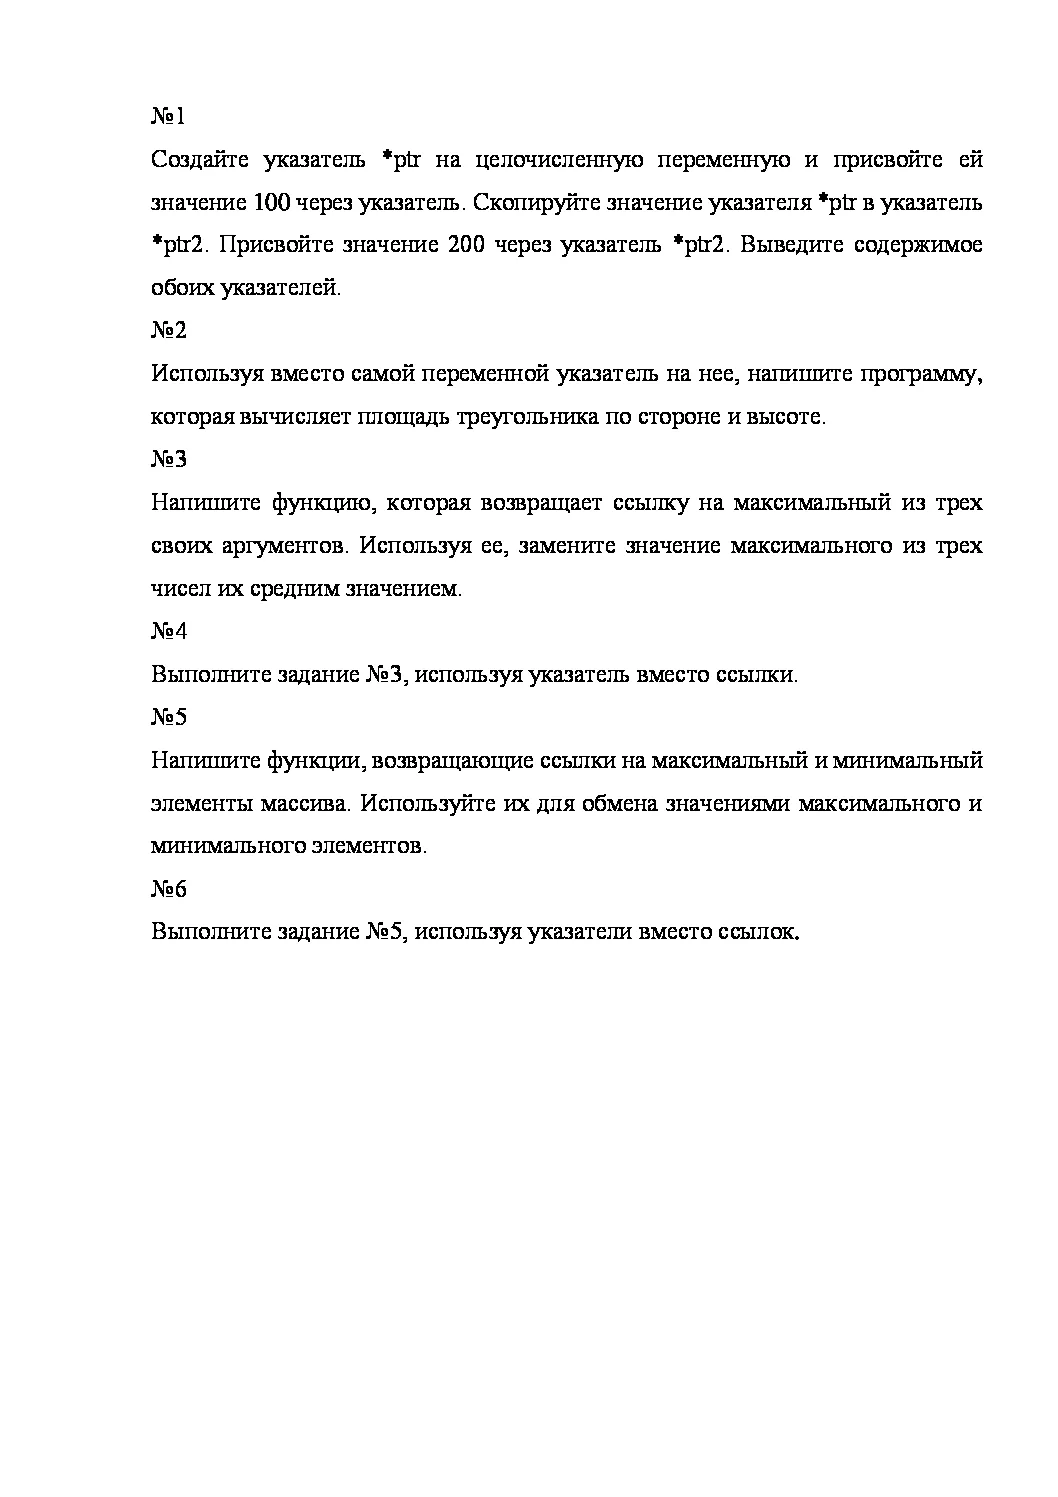 №1
Создайте указатель *ptr на целочисленную переменную и присвойте ей
значение 100 через указатель. Скопируйте значение указателя *ptr в указатель
*ptr2. Присвойте значение 200 через указатель *ptr2. Выведите содержимое
обоих указателей.
№2
Используя вместо самой переменной указатель на нее, напишите программу,
которая вычисляет площадь треугольника по стороне и высоте.
№3
Напишите функцию, которая возвращает ссылку на максимальный из трех
своих аргументов. Используя ее, замените значение максимального из трех
чисел их средним значением.
№4
Выполните задание №3, используя указатель вместо ссылки.
№5
Напишите функции, возвращающие ссылки на максимальный и минимальный
элементы массива. Используйте их для обмена значениями максимального и
минимального элементов.
№6
Выполните задание №5, используя указатели вместо ссылок.